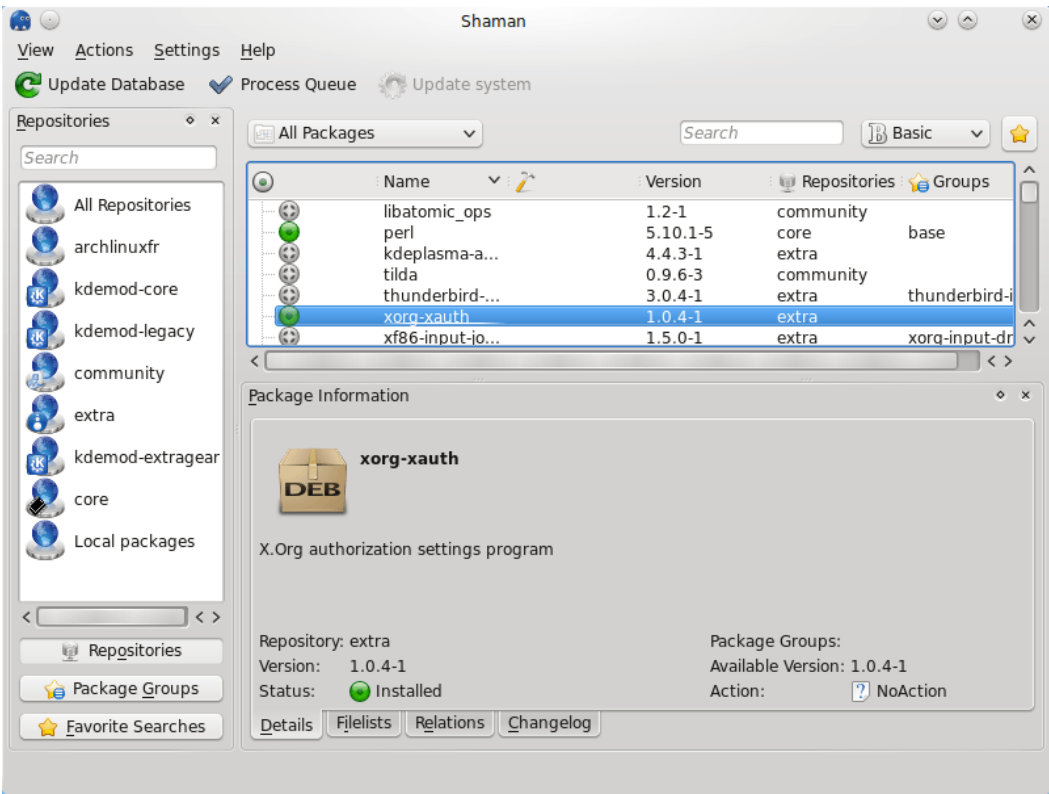 Shaman
View Actions Settings Help
Update Database Process Queue Update system
Repositories
Search
All Repositories
archlinuxfr
kdemod-core
kdemod-legacy
community
extra
kdemod-extragear
core
Local packages
Repositories
Package Groups
Favorite Searches
All Packages Search Basic
Name Version Repositories Groups
libatomic_ops 1.2-1 community
perl 5.10.1-5 core base
kdeplasma-a... 4.4.3-1 extra
tilda 0.9.6-3 community
thunderbird-... 3.0.4-1 extra thunderbird-i
xorg-xauth 1.0.4-1 extra
xf86-input-jo... 1.5.0-1 extra xorg-input-dr
Package Information
DEB
xorg-xauth
X.Org authorization settings program
Repository: extra Package Groups:
Version: 1.0.4-1 Available Version: 1.0.4-1
Status: Installed Action: NoAction
Details Filelists Relations Changelog